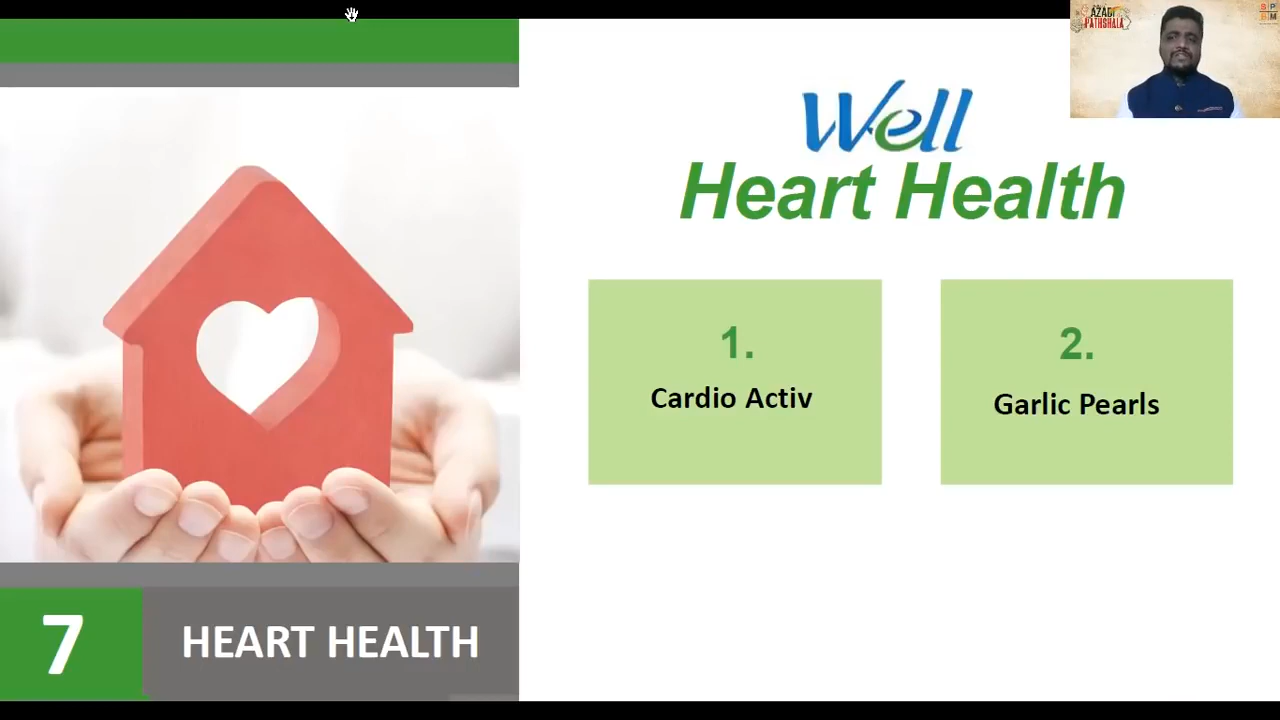 Well
Heart Health
1.
Cardio Activ
2.
Garlic Pearls
7
HEART HEALTH
AZADI
PATHSHALA